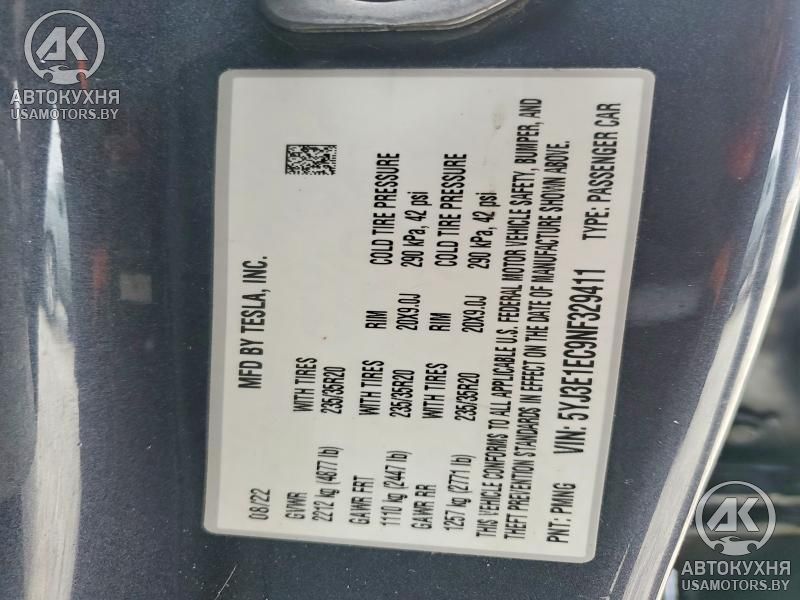 АК
АВТОКУХНЯ
USAMOTORS.BY
MFD BY TESLA, INC.
08/22
GVWR WITH TIRES RIM COLD TIRE PRESSURE
2212 kg (4877 lb) 235/35R20 20X9.0J 290 kPa, 42 psi
GAWR FRT WITH TIRES
1110 kg (2447 lb) 235/35R20
GAWR RR WITH TIRES RIM COLD TIRE PRESSURE
1257 kg (2771 lb) 235/35R20 20X9.0J 290 kPa, 42 psi
THIS VEHICLE CONFORMS TO ALL APPLICABLE U.S. FEDERAL MOTOR VEHICLE SAFETY, BUMPER, AND
THEFT PREVENTION STANDARDS IN EFFECT ON THE DATE OF MANUFACTURE SHOWN ABOVE.
PNT: PMNG VIN: 5YJ3E1EC9NF329411 TYPE: PASSENGER CAR
АК
АВТОКУХНЯ
USAMOTORS.BY